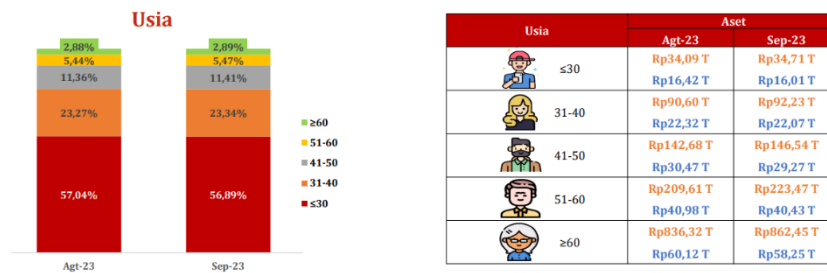 Usia
2,88% 2,89%
5,44% 5,47%
11,36% 11,41%
23,27% 23,34%
57,04% 56,89%
Agt-23 Sep-23
≥60
51-60
41-50
31-40
≤30
Usia Aset
Agt-23 Sep-23
≤30 Rp34,09 T Rp34,71 T
Rp16,42 T Rp16,01 T
31-40 Rp90,60 T Rp92,23 T
Rp22,32 T Rp22,07 T
41-50 Rp142,68 T Rp146,54 T
Rp30,47 T Rp29,27 T
51-60 Rp209,61 T Rp223,47 T
Rp40,98 T Rp40,43 T
≥60 Rp836,32 T Rp862,45 T
Rp60,12 T Rp58,25 T